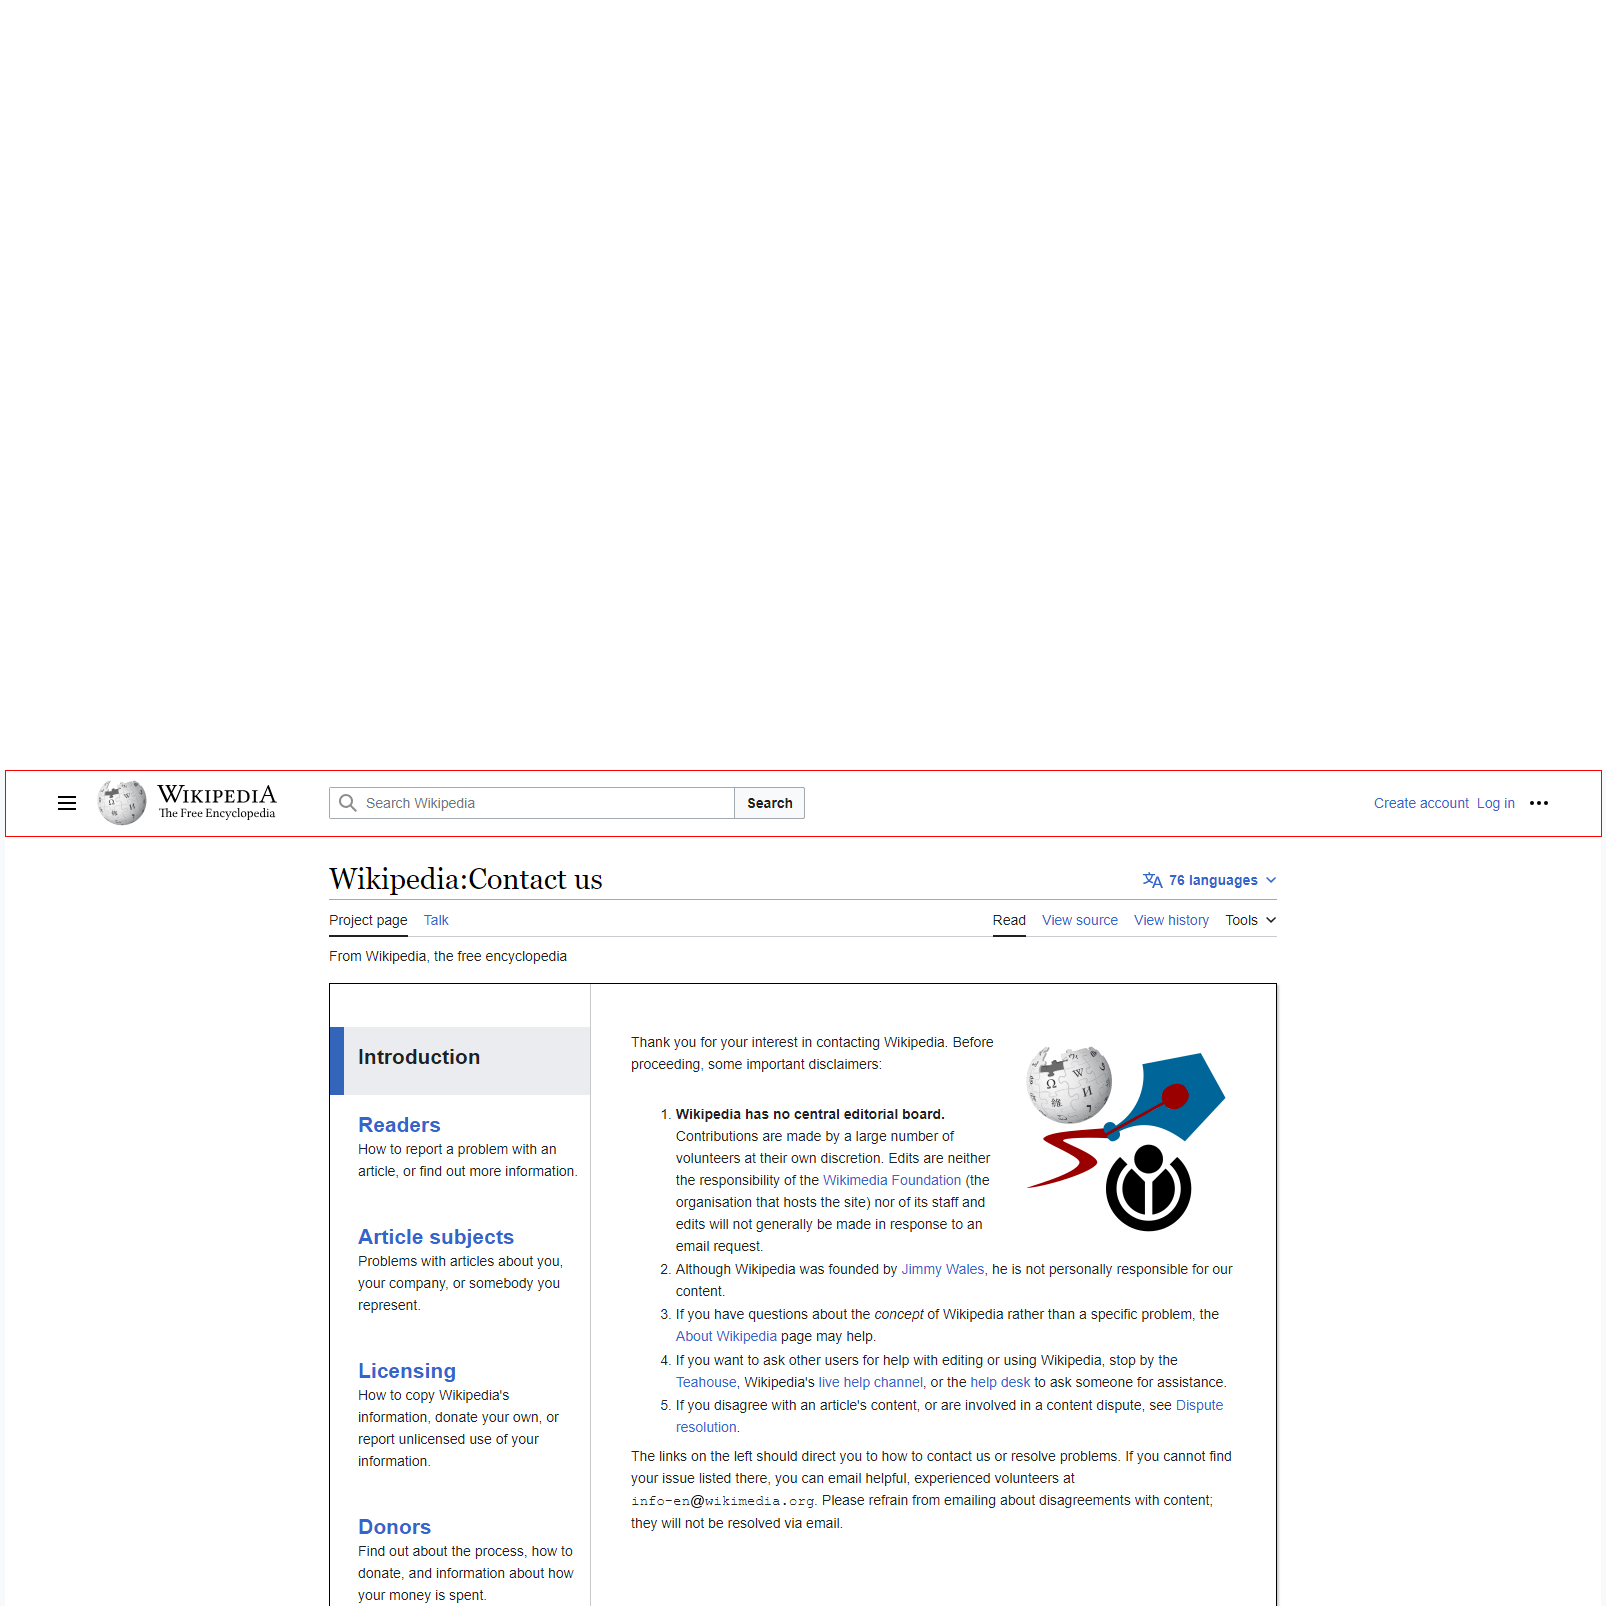 WIKIPEDIA
The Free Encyclopedia
Search Wikipedia
Search
Create account Log in
Wikipedia:Contact us
76 languages
Project page Talk
Read View source View history Tools
From Wikipedia, the free encyclopedia
Introduction
Readers
How to report a problem with an
article, or find out more information.
Article subjects
Problems with articles about you,
your company, or somebody you
represent.
Licensing
How to copy Wikipedia's
information, donate your own, or
report unlicensed use of your
information.
Donors
Find out about the process, how to
donate, and information about how
your money is spent.
Thank you for your interest in contacting Wikipedia. Before
proceeding, some important disclaimers:
1. Wikipedia has no central editorial board.
Contributions are made by a large number of
volunteers at their own discretion. Edits are neither
the responsibility of the Wikimedia Foundation (the
organisation that hosts the site) nor of its staff and
edits will not generally be made in response to an
email request.
2. Although Wikipedia was founded by Jimmy Wales, he is not personally responsible for our
content.
3. If you have questions about the concept of Wikipedia rather than a specific problem, the
About Wikipedia page may help.
4. If you want to ask other users for help with editing or using Wikipedia, stop by the
Teahouse, Wikipedia's live help channel, or the help desk to ask someone for assistance.
5. If you disagree with an article's content, or are involved in a content dispute, see Dispute
resolution.
The links on the left should direct you to how to contact us or resolve problems. If you cannot find
your issue listed there, you can email helpful, experienced volunteers at
info-en@wikimedia.org. Please refrain from emailing about disagreements with content;
they will not be resolved via email.